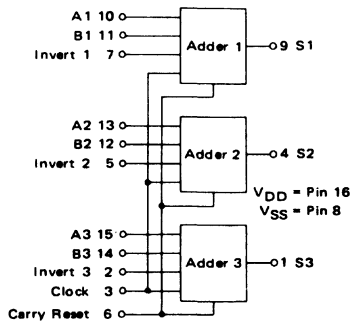 A1 10
B1 11
Invert 1 7
Adder 1
9 S1
A2 13
B2 12
Invert 2 5
Adder 2
4 S2
VDD = Pin 16
VSS = Pin 8
A3 15
B3 14
Invert 3 2
Clock 3
Carry Reset 6
Adder 3
1 S3